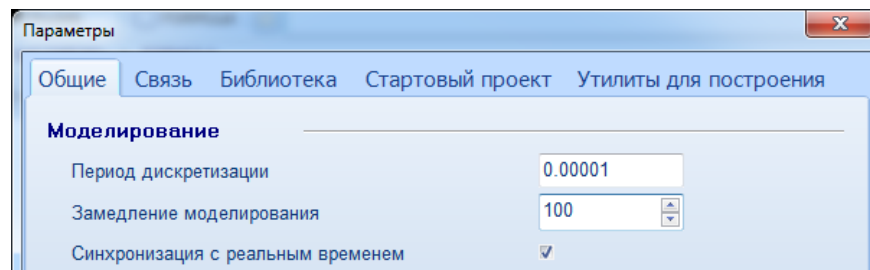 Параметры
Общие Связь Библиотека Стартовый проект Утилиты для построения
Моделирование
Период дискретизации 0.00001
Замедление моделирования 100
Синхронизация с реальным временем